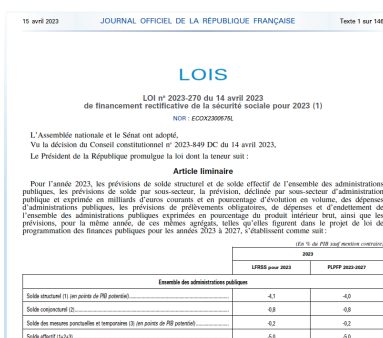 15 avril 2023 JOURNAL OFFICIEL DE LA RÉPUBLIQUE FRANÇAISE Texte 1 sur 146
LOIS
LOI n° 2023-270 du 14 avril 2023
de financement rectificative de la sécurité sociale pour 2023 (1)
NOR : ECOX2300575L
L'Assemblée nationale et le Sénat ont adopté,
Vu la décision du Conseil constitutionnel n° 2023-849 DC du 14 avril 2023,
Le Président de la République promulgue la loi dont la teneur suit :
Article liminaire
Pour l'année 2023, les prévisions de solde structurel et de solde effectif de l'ensemble des administrations
publiques, les prévisions de solde par sous-secteur, la prévision, déclinée par sous-secteur d'administration
publique et exprimée en milliards d'euros courants et en pourcentage d'évolution en volume, des dépenses
d'administrations publiques, les prévisions de prélèvements obligatoires, de dépenses et d'endettement de
l'ensemble des administrations publiques exprimées en pourcentage du produit intérieur brut, ainsi que les
prévisions, pour la même année, de ces mêmes agrégats, telles qu'elles figurent dans le projet de loi de
programmation des finances publiques pour les années 2023 à 2027, s'établissent comme suit :
(En % du PIB sauf mention contraire)
2023
LFRSS pour 2023 PLPFP 2023-2027
Ensemble des administrations publiques
Solde structurel (1) (en points de PIB potentiel) -4,1 -4,0
Solde conjoncturel (2) -0,8 -0,8
Solde des mesures ponctuelles et temporaires (3) (en points de PIB potentiel) -0,2 -0,2
Solde effectif (1+2+3) -5,0 -5,0